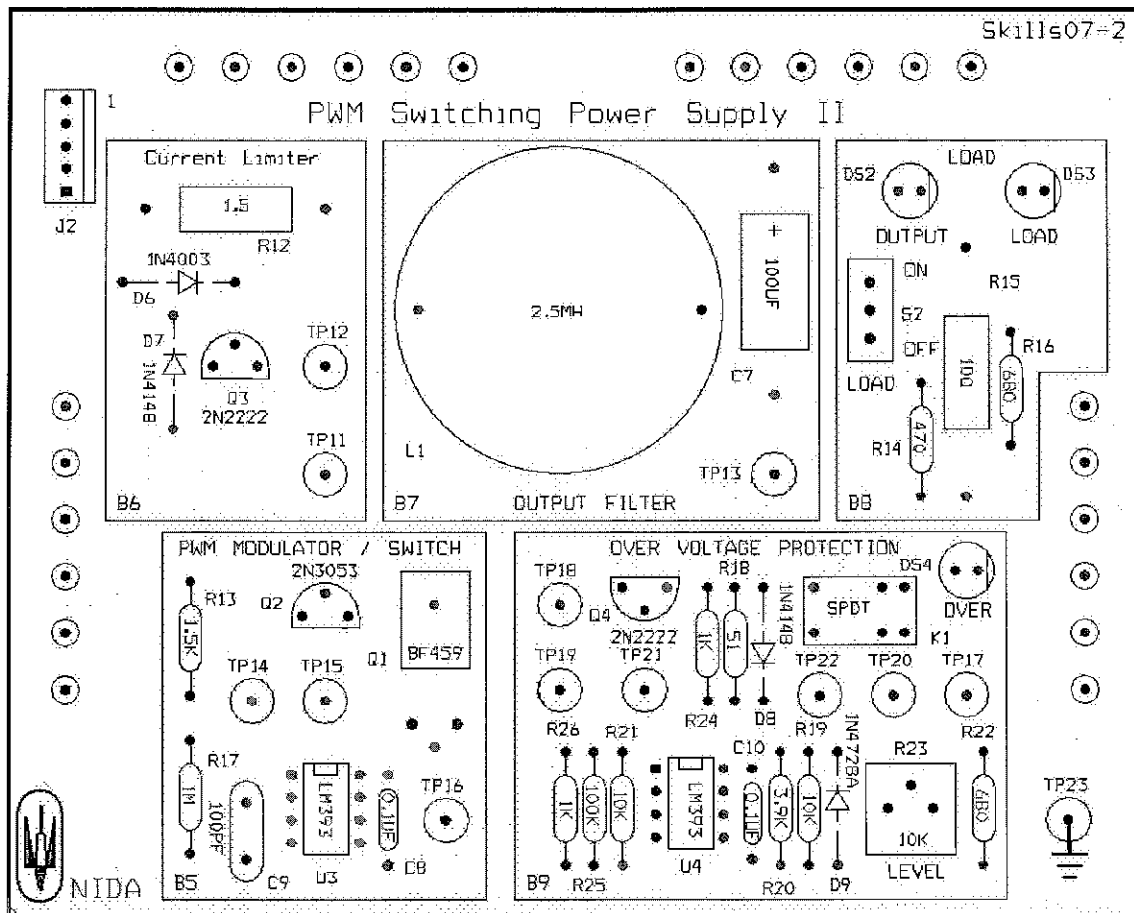 Skills07-2
PWM Switching Power Supply II
1
J2
Current Limiter
1.5
R12
1N4003
D6
D7
1N4148
Q3
2N2222
TP12
TP11
B6
2.5MH
+
100UF
C7
L1
TP13
B7
OUTPUT FILTER
LOAD
DS2
DS3
OUTPUT
LOAD
ON
S2
OFF
LOAD
R15
100
R16
680
R14
470
B8
PWM MODULATOR / SWITCH
2N3053
Q2
R13
1.5K
Q1
BF459
TP14
TP15
R17
1M
100PF
LM393
0.1UF
TP16
B5
C9
U3
C8
OVER VOLTAGE PROTECTION
TP18
R18
1N4148
DS4
Q4
SPDT
OVER
2N2222
K1
1K
51
TP19
TP21
TP22
TP20
TP17
R24
D8
1N4728A
R26
R21
C10
R19
R23
R22
1K
100K
10K
LM393
0.1UF
3.9K
10K
10K
680
R25
U4
R20
D9
LEVEL
B9
TP23
NIDA